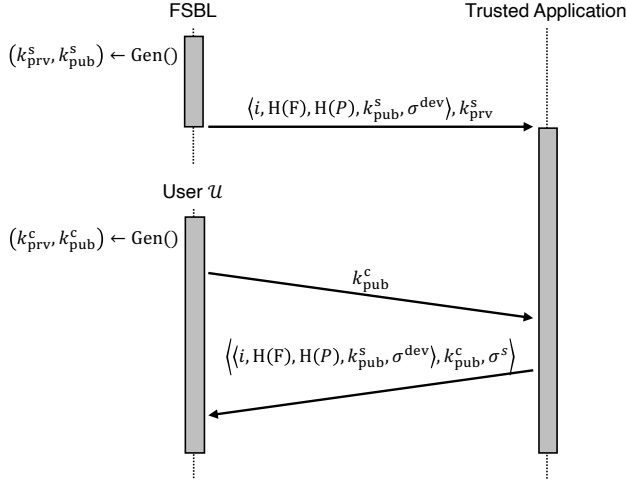 FSBL Trusted Application
(k^s_prv, k^s_pub) ← Gen()
⟨i, H(F), H(P), k^s_pub, σ^dev⟩, k^s_prv
User 𝒰
(k^c_prv, k^c_pub) ← Gen()
k^c_pub
⟨⟨i, H(F), H(P), k^s_pub, σ^dev⟩, k^c_pub, σ^s⟩